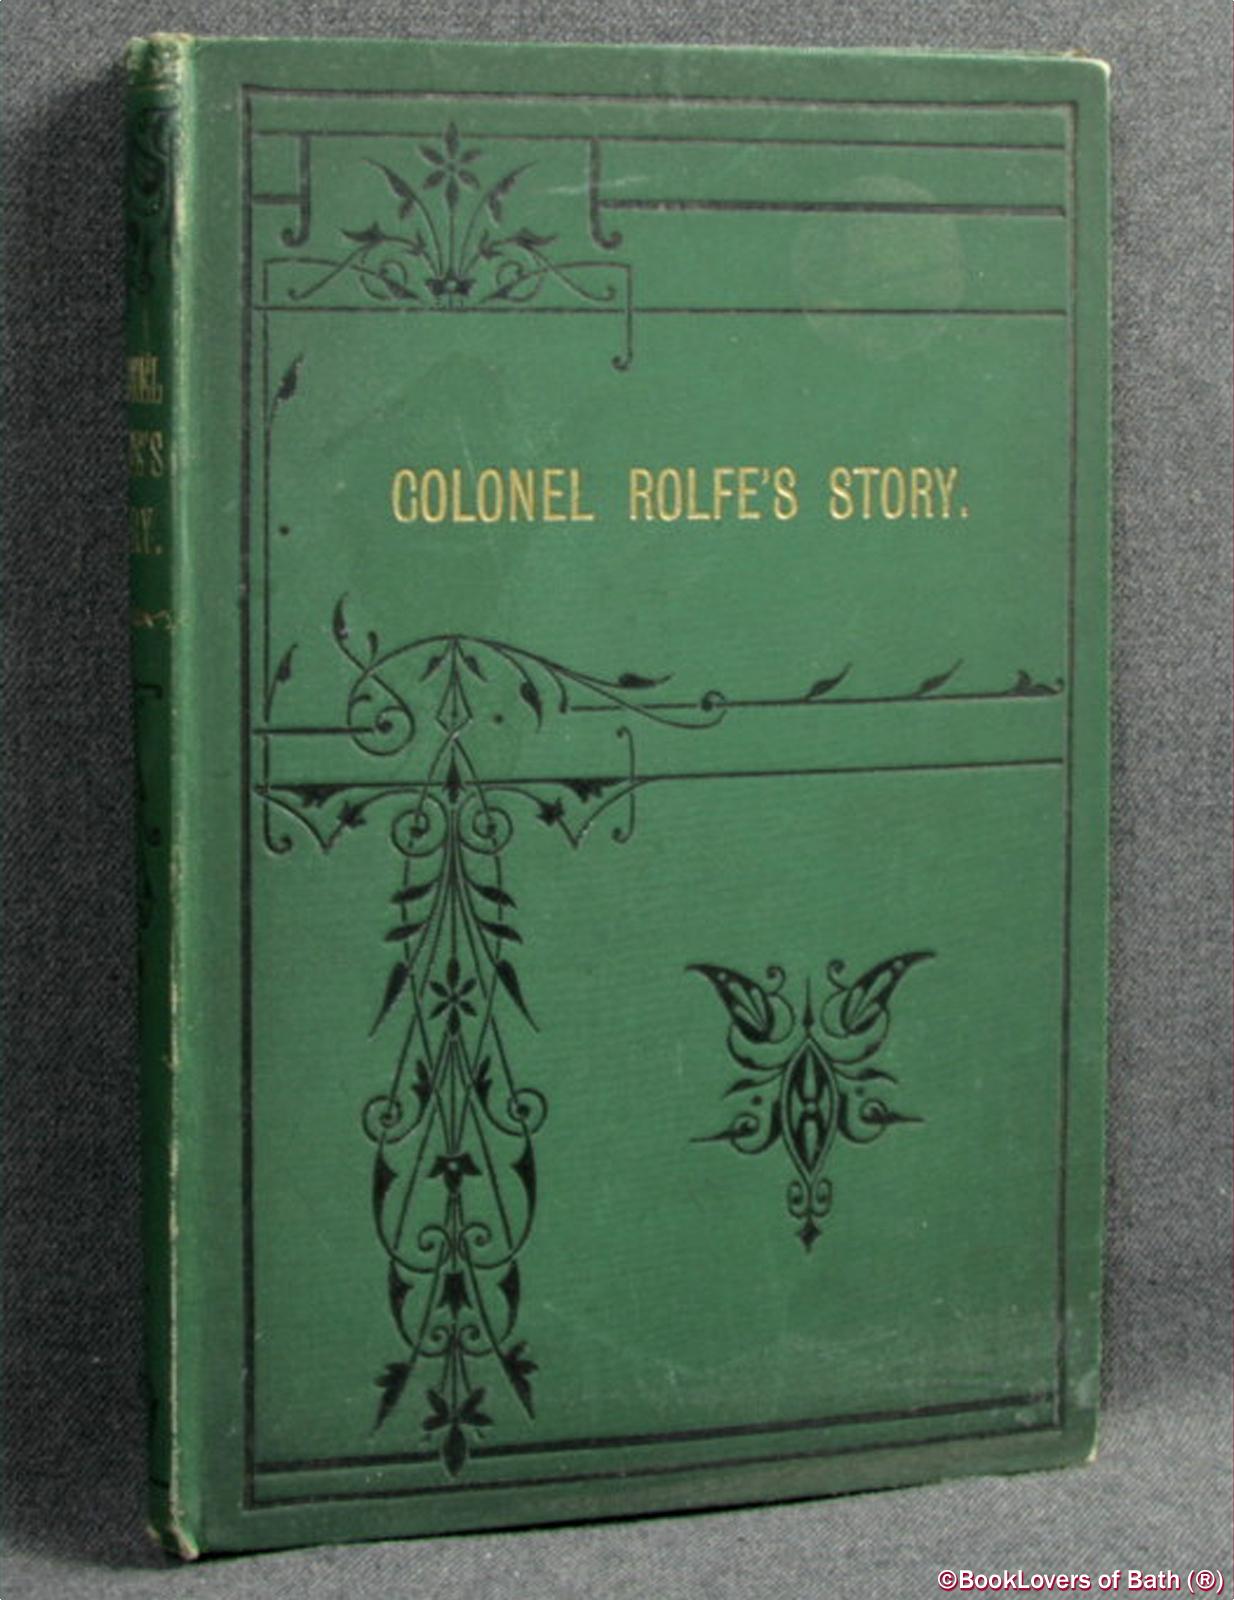 COLONEL ROLFE'S STORY.
©BookLovers of Bath (®)